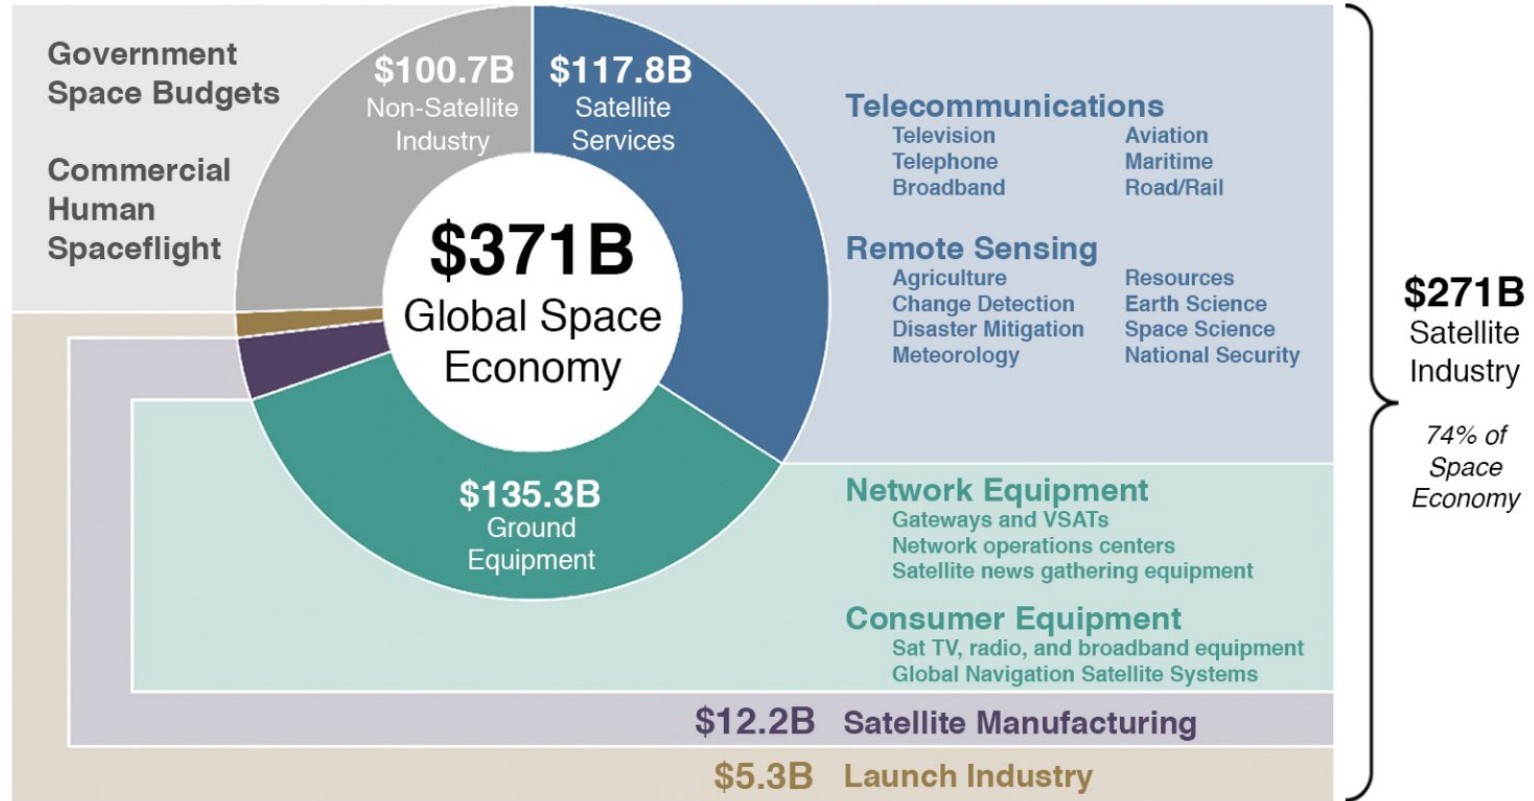 Government
Space Budgets
Commercial
Human
Spaceflight
$100.7B
Non-Satellite
Industry
$117.8B
Satellite
Services
$371B
Global Space
Economy
$135.3B
Ground
Equipment
Telecommunications
Television
Telephone
Broadband
Aviation
Maritime
Road/Rail
Remote Sensing
Agriculture
Change Detection
Disaster Mitigation
Meteorology
Resources
Earth Science
Space Science
National Security
Network Equipment
Gateways and VSATs
Network operations centers
Satellite news gathering equipment
Consumer Equipment
Sat TV, radio, and broadband equipment
Global Navigation Satellite Systems
$12.2B Satellite Manufacturing
$5.3B Launch Industry
$271B
Satellite
Industry
74% of
Space
Economy